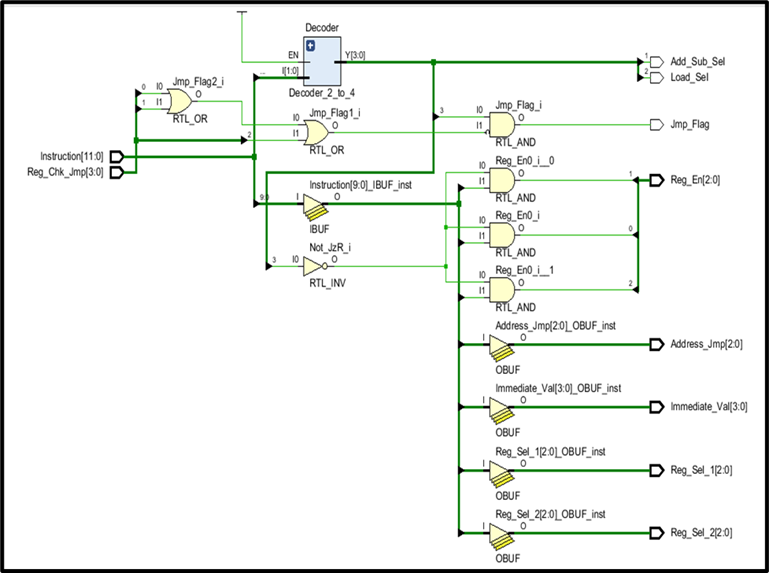 Decoder
EN
I[1:0]
Y[3:0]
Decoder_2_to_4
1
Add_Sub_Sel
2
Load_Sel
Jmp_Flag2_i
0
I0
O
1
I1
RTL_OR
Jmp_Flag1_i
I0
O
2
I1
RTL_OR
Jmp_Flag_i
3
I0
O
I1
RTL_AND
Jmp_Flag
Instruction[11:0]
Reg_Chk_Jmp[3:0]
Reg_En0_i__0
I0
O
I1
RTL_AND
1
Reg_En[2:0]
Instruction[9:0]_IBUF_inst
9:0
I
O
IBUF
Reg_En0_i
I0
O
I1
RTL_AND
0
Not_JzR_i
3
I0
O
RTL_INV
Reg_En0_i__1
I0
O
I1
RTL_AND
2
Address_Jmp[2:0]_OBUF_inst
I
O
OBUF
Address_Jmp[2:0]
Immediate_Val[3:0]_OBUF_inst
I
O
OBUF
Immediate_Val[3:0]
Reg_Sel_1[2:0]_OBUF_inst
I
O
OBUF
Reg_Sel_1[2:0]
Reg_Sel_2[2:0]_OBUF_inst
I
O
OBUF
Reg_Sel_2[2:0]